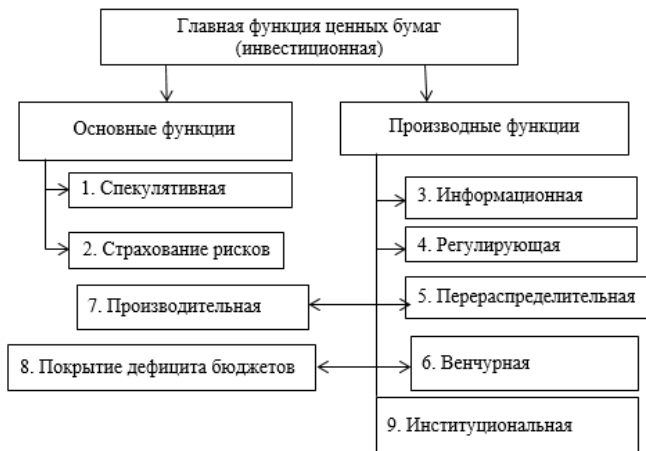 Главная функция ценных бумаг
(инвестиционная)
Основные функции
Производные функции
1. Спекулятивная
3. Информационная
2. Страхование рисков
4. Регулирующая
7. Производительная
5. Перераспределительная
8. Покрытие дефицита бюджетов
6. Венчурная
9. Институциональная